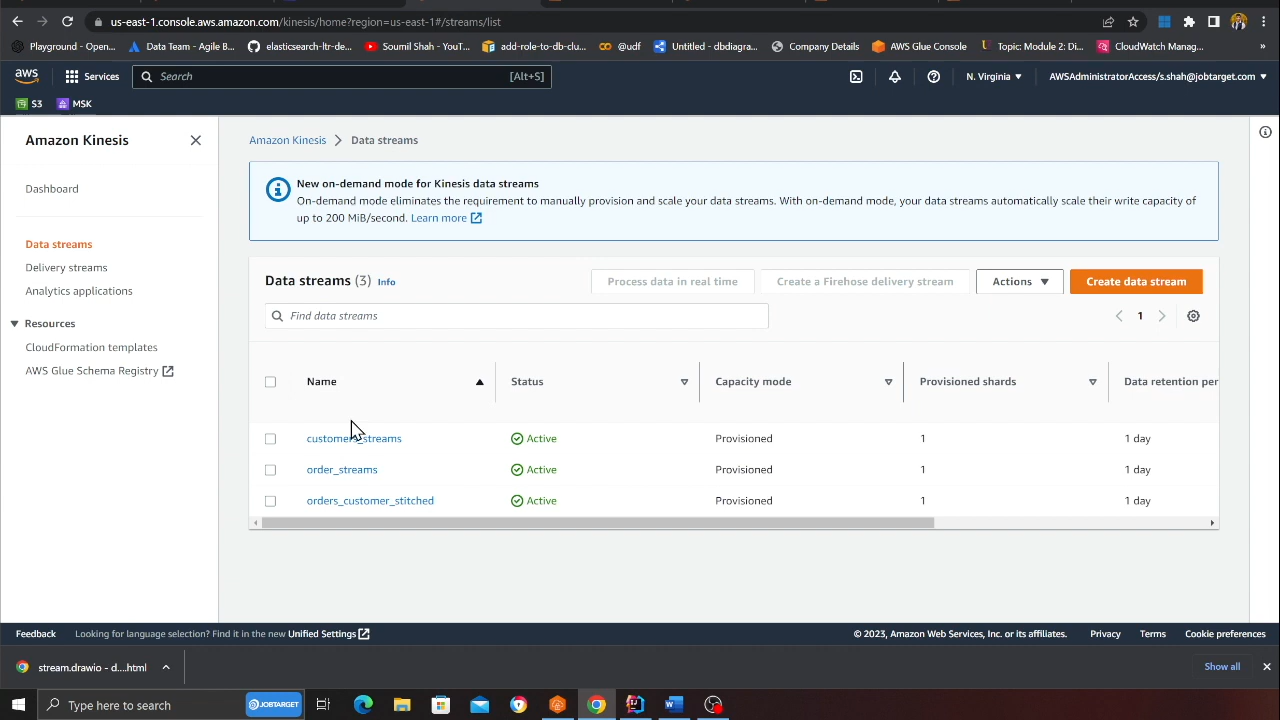 us-east-1.console.aws.amazon.com/kinesis/home?region=us-east-1#/streams/list
Playground - Open...
Data Team - Agile B...
elasticsearch-ltr-de...
Soumil Shah - YouT...
add-role-to-db-clu...
@udf
Untitled - dbdiagra...
Company Details
AWS Glue Console
Topic: Module 2: Di...
CloudWatch Manag...
»
aws
Services
Search
[Alt+S]
N. Virginia
AWSAdministratorAccess/s.shah@jobtarget.com
S3
MSK
Amazon Kinesis
Dashboard
Data streams
Delivery streams
Analytics applications
Resources
CloudFormation templates
AWS Glue Schema Registry
Amazon Kinesis
Data streams
New on-demand mode for Kinesis data streams
On-demand mode eliminates the requirement to manually provision and scale your data streams. With on-demand mode, your data streams automatically scale their write capacity of
up to 200 MiB/second. Learn more
Data streams (3) Info
Process data in real time
Create a Firehose delivery stream
Actions
Create data stream
Find data streams
1
Name Status Capacity mode Provisioned shards Data retention per
customers_streams Active Provisioned 1 1 day
order_streams Active Provisioned 1 1 day
orders_customer_stitched Active Provisioned 1 1 day
Feedback
Looking for language selection? Find it in the new Unified Settings
© 2023, Amazon Web Services, Inc. or its affiliates.
Privacy
Terms
Cookie preferences
stream.drawio - d....html
Show all
Type here to search
JOBTARGET